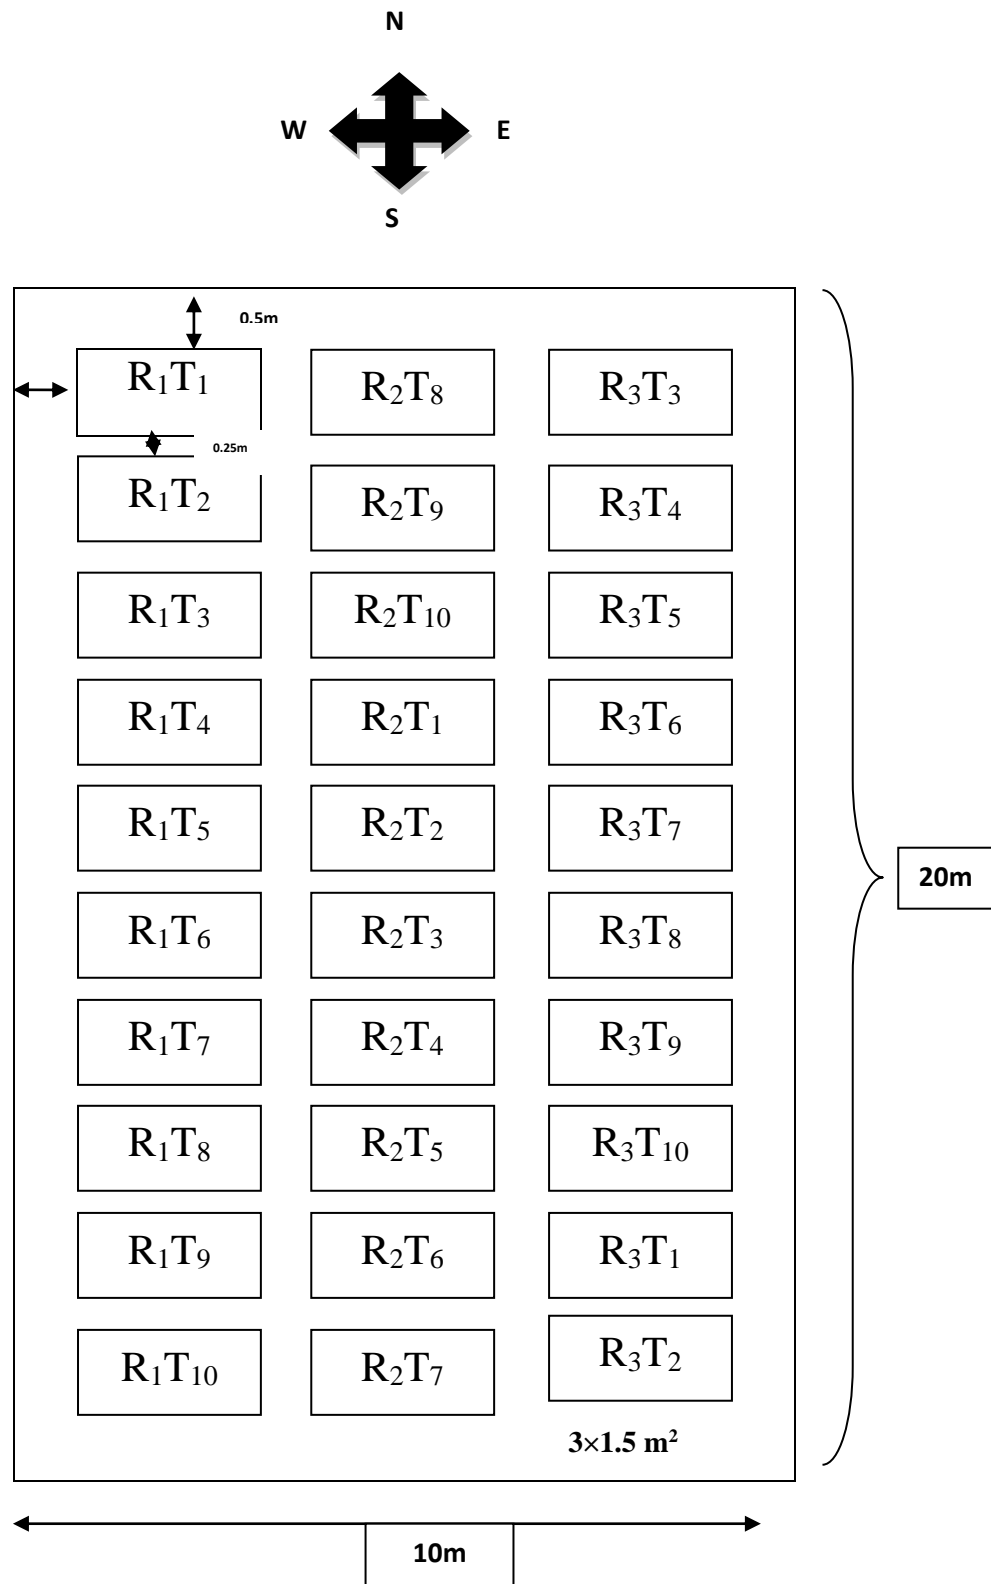 N
W E
S
0.5m
R₁T₁ R₂T₈ R₃T₃
0.25m
R₁T₂ R₂T₉ R₃T₄
R₁T₃ R₂T₁₀ R₃T₅
R₁T₄ R₂T₁ R₃T₆
R₁T₅ R₂T₂ R₃T₇
20m
R₁T₆ R₂T₃ R₃T₈
R₁T₇ R₂T₄ R₃T₉
R₁T₈ R₂T₅ R₃T₁₀
R₁T₉ R₂T₆ R₃T₁
R₁T₁₀ R₂T₇ R₃T₂
3×1.5 m²
10m